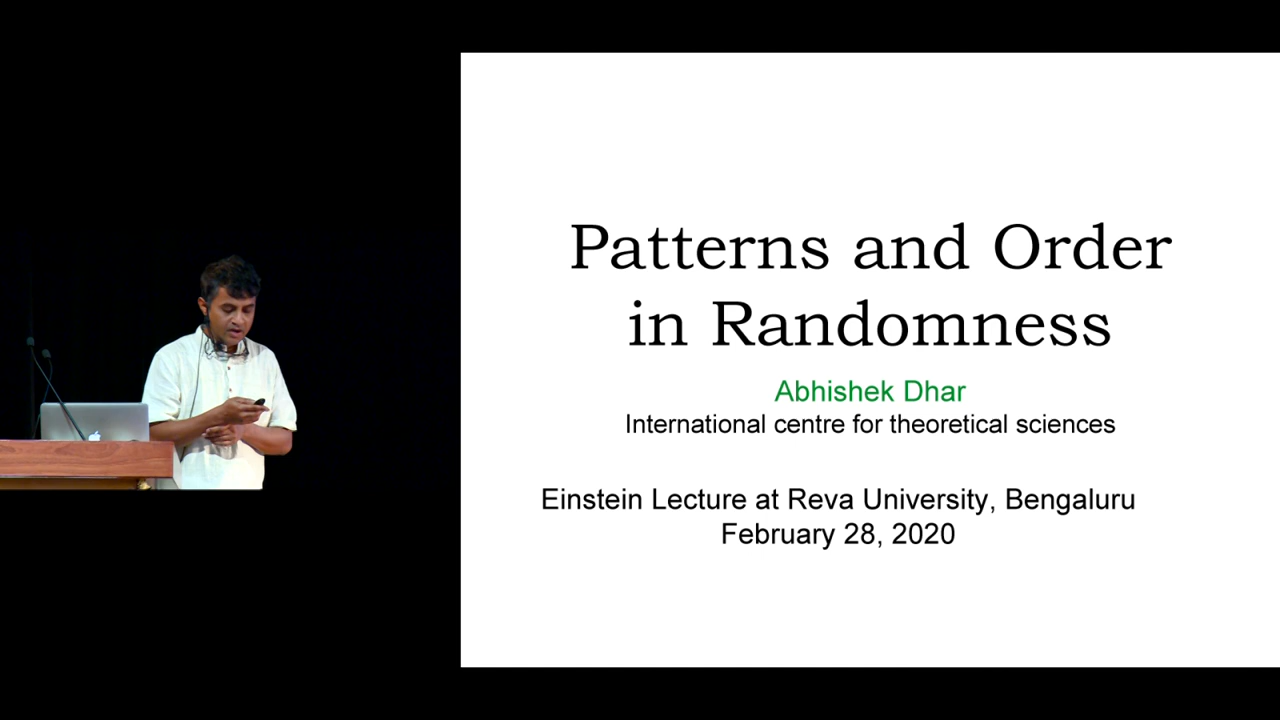 Patterns and Order
in Randomness
Abhishek Dhar
International centre for theoretical sciences
Einstein Lecture at Reva University, Bengaluru
February 28, 2020